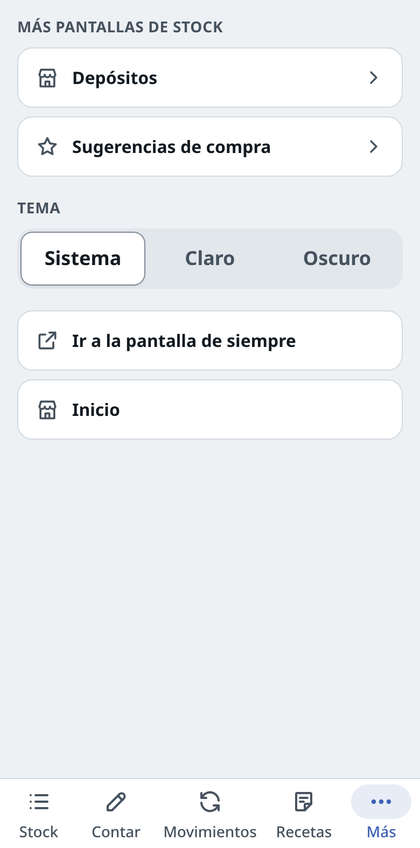 MÁS PANTALLAS DE STOCK
Depósitos
Sugerencias de compra
TEMA
Sistema Claro Oscuro
Ir a la pantalla de siempre
Inicio
Stock Contar Movimientos Recetas Más